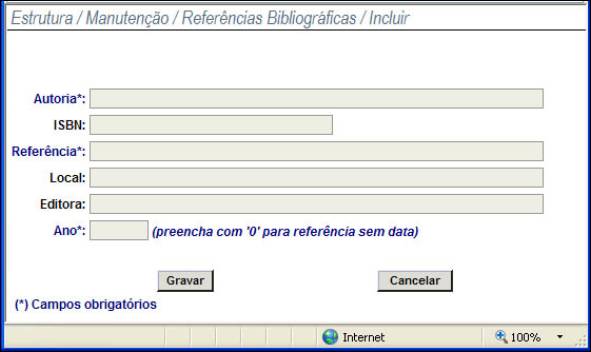 Estrutura / Manutenção / Referências Bibliográficas / Incluir
Autoria*:
ISBN:
Referência*:
Local:
Editora:
Ano*: (preencha com '0' para referência sem data)
Gravar Cancelar
(*) Campos obrigatórios
Internet 100%